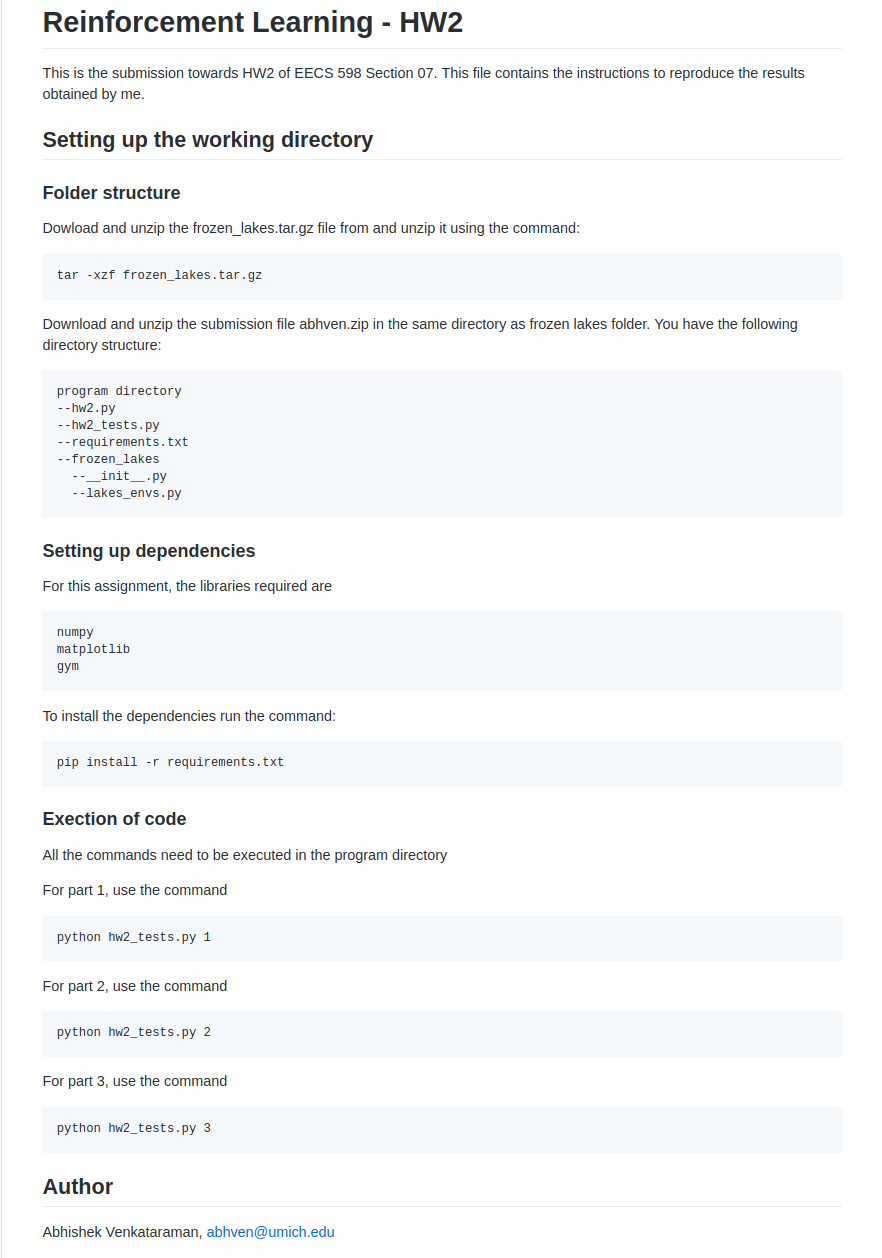 Reinforcement Learning - HW2
This is the submission towards HW2 of EECS 598 Section 07. This file contains the instructions to reproduce the results
obtained by me.
Setting up the working directory
Folder structure
Dowload and unzip the frozen_lakes.tar.gz file from and unzip it using the command:
tar -xzf frozen_lakes.tar.gz
Download and unzip the submission file abhven.zip in the same directory as frozen lakes folder. You have the following
directory structure:
program directory
--hw2.py
--hw2_tests.py
--requirements.txt
--frozen_lakes
  --__init__.py
  --lakes_envs.py
Setting up dependencies
For this assignment, the libraries required are
numpy
matplotlib
gym
To install the dependencies run the command:
pip install -r requirements.txt
Exection of code
All the commands need to be executed in the program directory
For part 1, use the command
python hw2_tests.py 1
For part 2, use the command
python hw2_tests.py 2
For part 3, use the command
python hw2_tests.py 3
Author
Abhishek Venkataraman, abhven@umich.edu